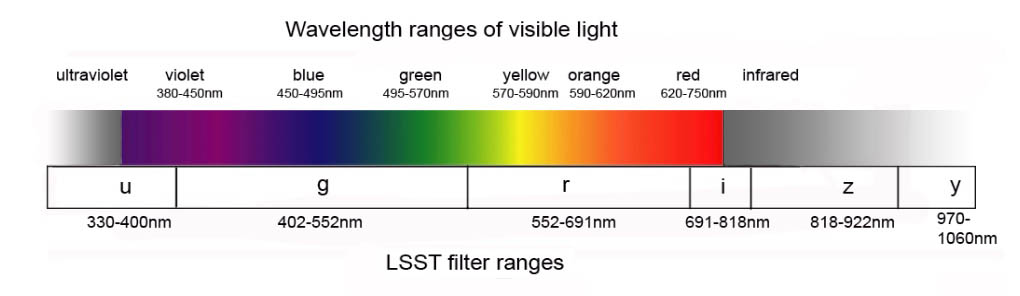 Wavelength ranges of visible light
ultraviolet violet blue green yellow orange red infrared
380-450nm 450-495nm 495-570nm 570-590nm 590-620nm 620-750nm
u g r i z y
330-400nm 402-552nm 552-691nm 691-818nm 818-922nm 970-
1060nm
LSST filter ranges